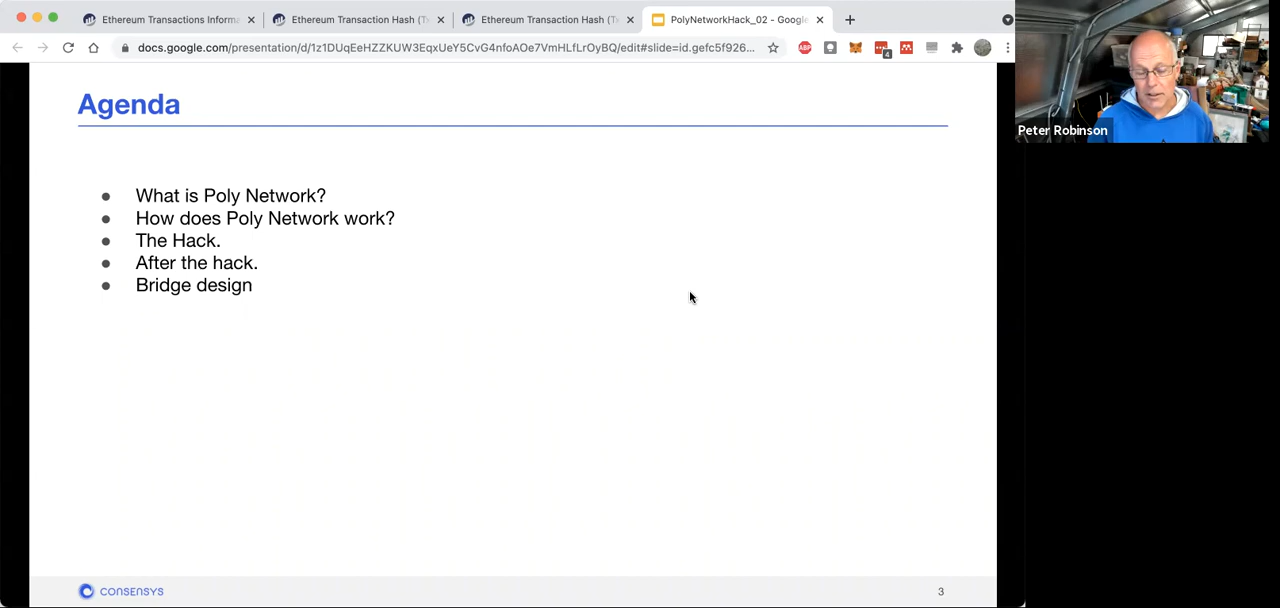 Ethereum Transactions Informa
Ethereum Transaction Hash (T
Ethereum Transaction Hash (T
PolyNetworkHack_02 - Google
docs.google.com/presentation/d/1z1DUqEeHZZKUW3EqxUeY5CvG4nfoAOe7VmHLfLrOyBQ/edit#slide=id.gefc5f926...
ABP
4
Peter Robinson
Agenda
● What is Poly Network?
● How does Poly Network work?
● The Hack.
● After the hack.
● Bridge design
CONSENSYS
3